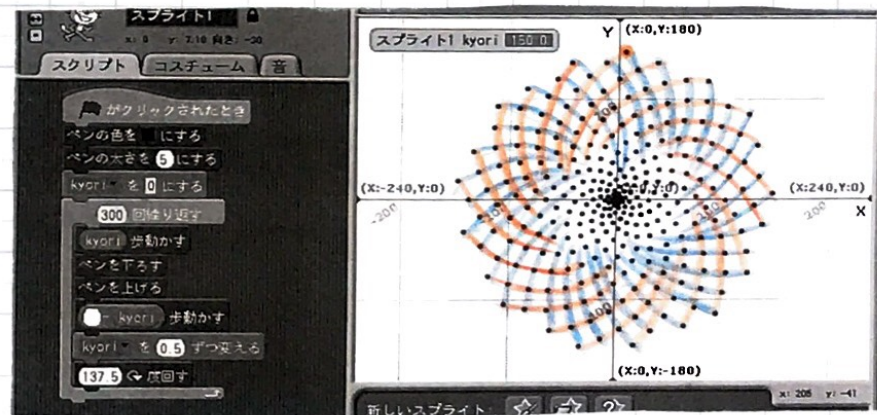 スプライト1
x: 0 y: 7.10 向き: -30
スクリプト
コスチューム
音
がクリックされたとき
ペンの色を にする
ペンの太さを 5 にする
kyori を 0 にする
300 回繰り返す
kyori 歩動かす
ペンを下ろす
ペンを上げる
- kyori 歩動かす
kyori を 0.5 ずつ変える
137.5 度回す
スプライト1 kyori 150.0
Y
(X:0,Y:180)
(X:-240,Y:0)
(X:240,Y:0)
X
-200
-100
200
100
(X:0,Y:-180)
新しいスプライト:
x: 205 y: -41